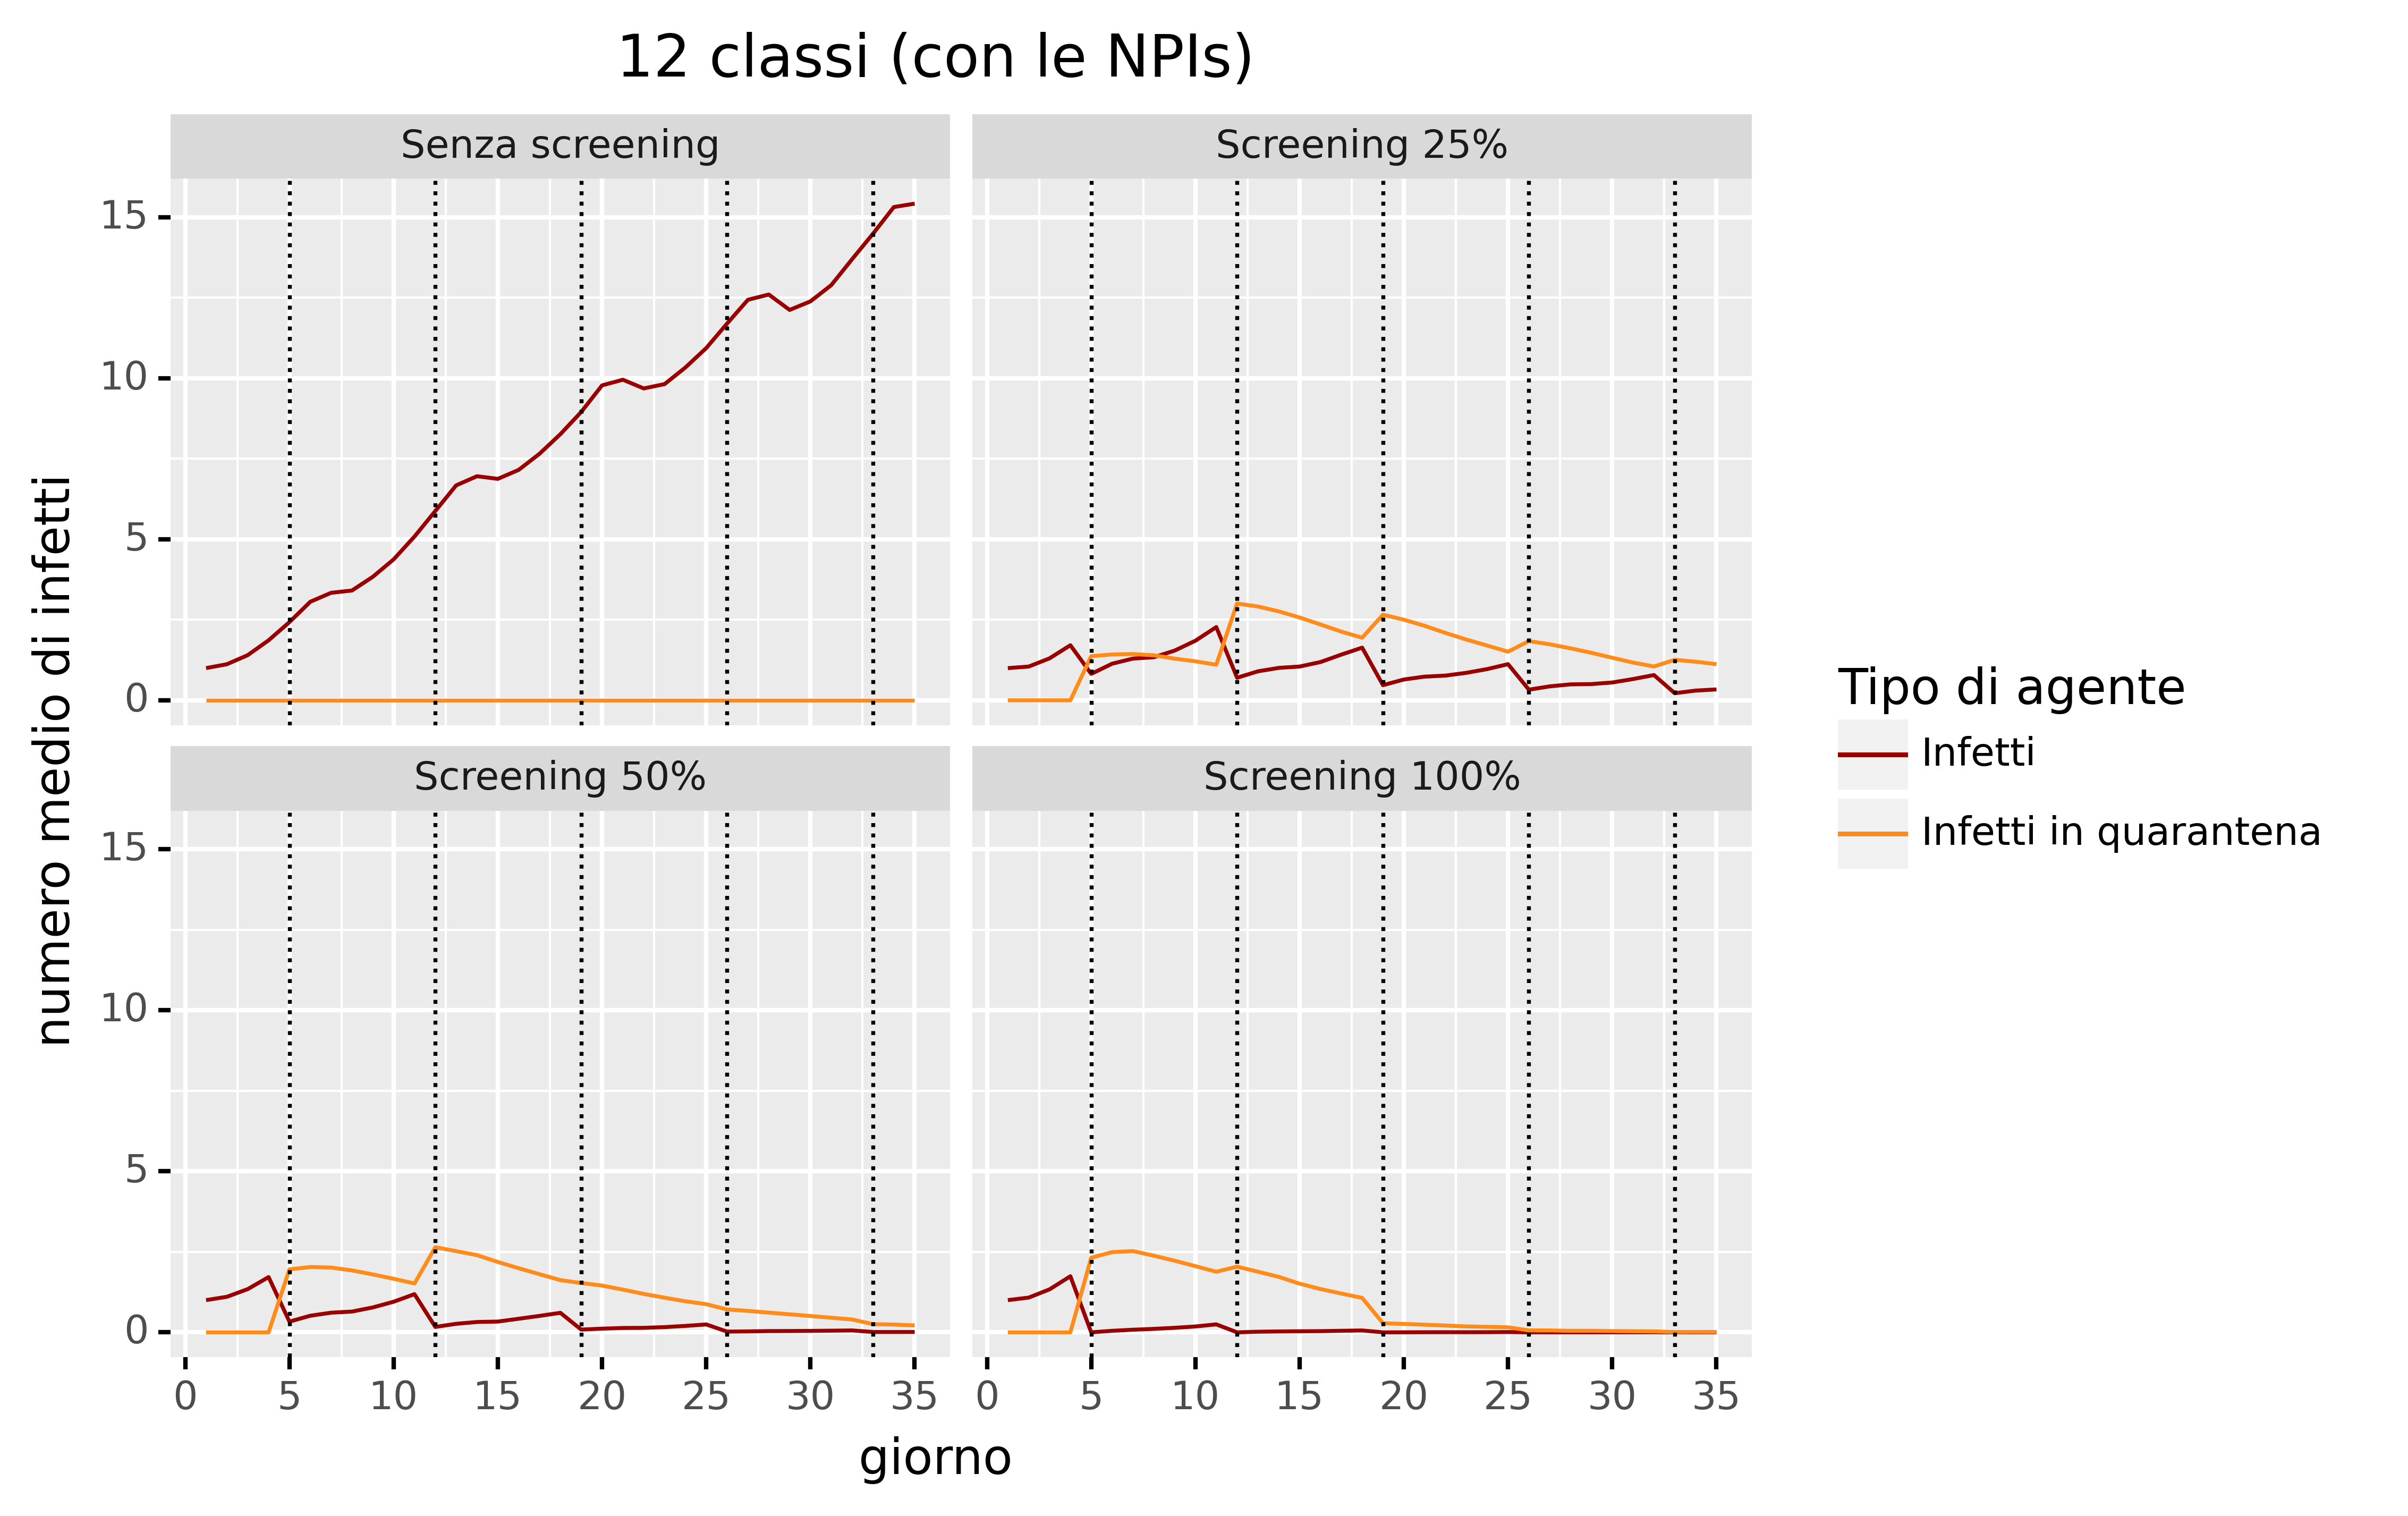 12 classi (con le NPIs)
Senza screening
Screening 25%
15
10
5
0
Screening 50%
Screening 100%
15
10
5
0
0 5 10 15 20 25 30 35
0 5 10 15 20 25 30 35
giorno
numero medio di infetti
Tipo di agente
Infetti
Infetti in quarantena